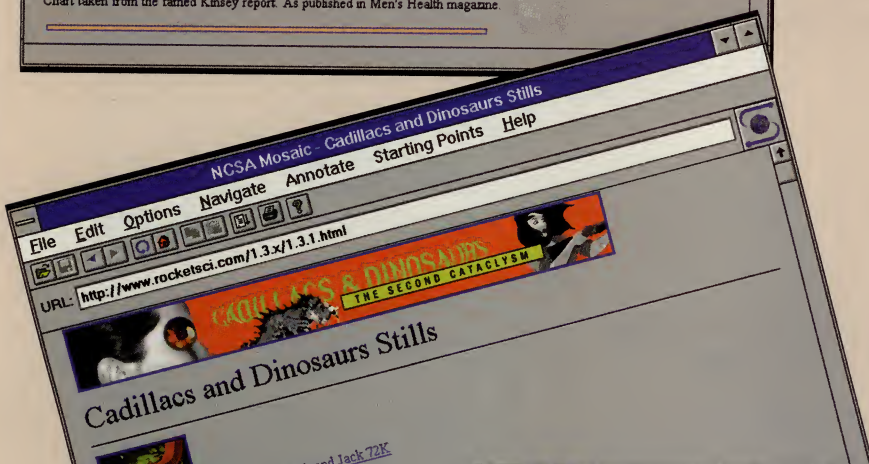 Chart taken from the famed Kinsey report. As published in Men's Health magazine.
NCSA Mosaic - Cadillacs and Dinosaurs Stills
File Edit Options Navigate Annotate Starting Points Help
URL: http://www.rocketsci.com/1.3.x/1.3.1.html
CADILLACS & DINOSAURS
THE SECOND CATACLYSM
Cadillacs and Dinosaurs Stills
and Jack 72K